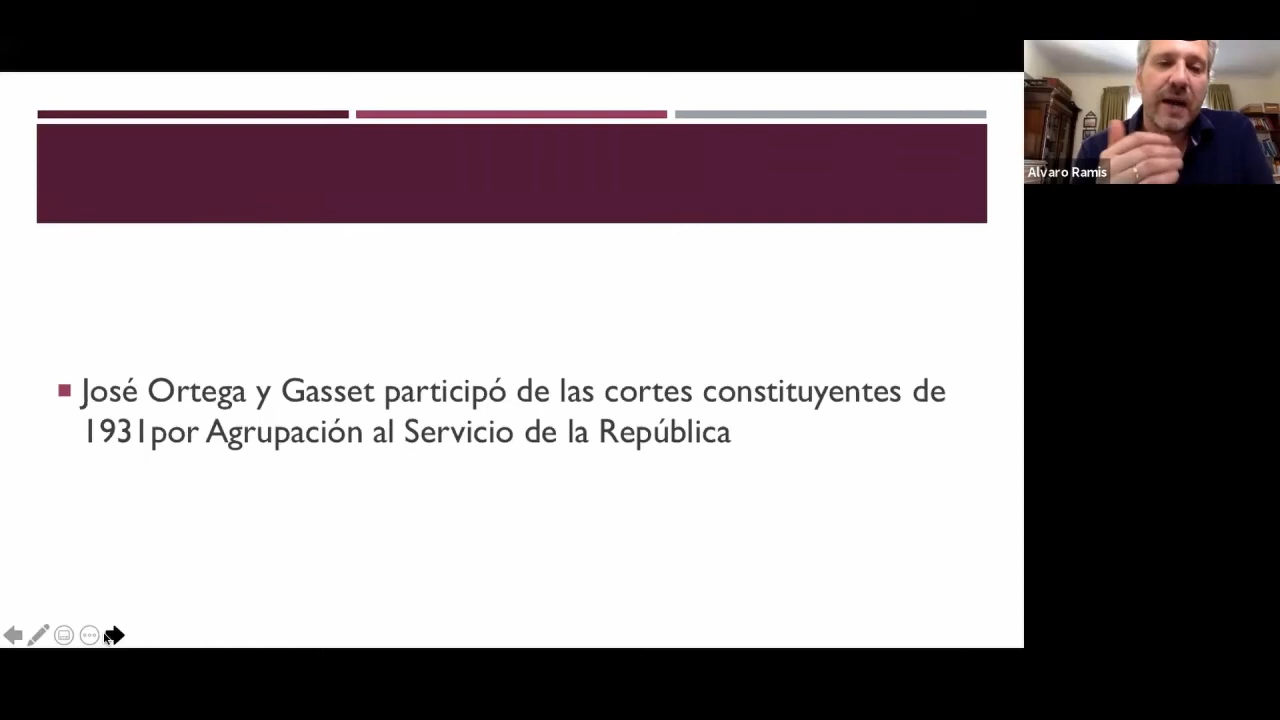 José Ortega y Gasset participó de las cortes constituyentes de
1931por Agrupación al Servicio de la República
Alvaro Ramis